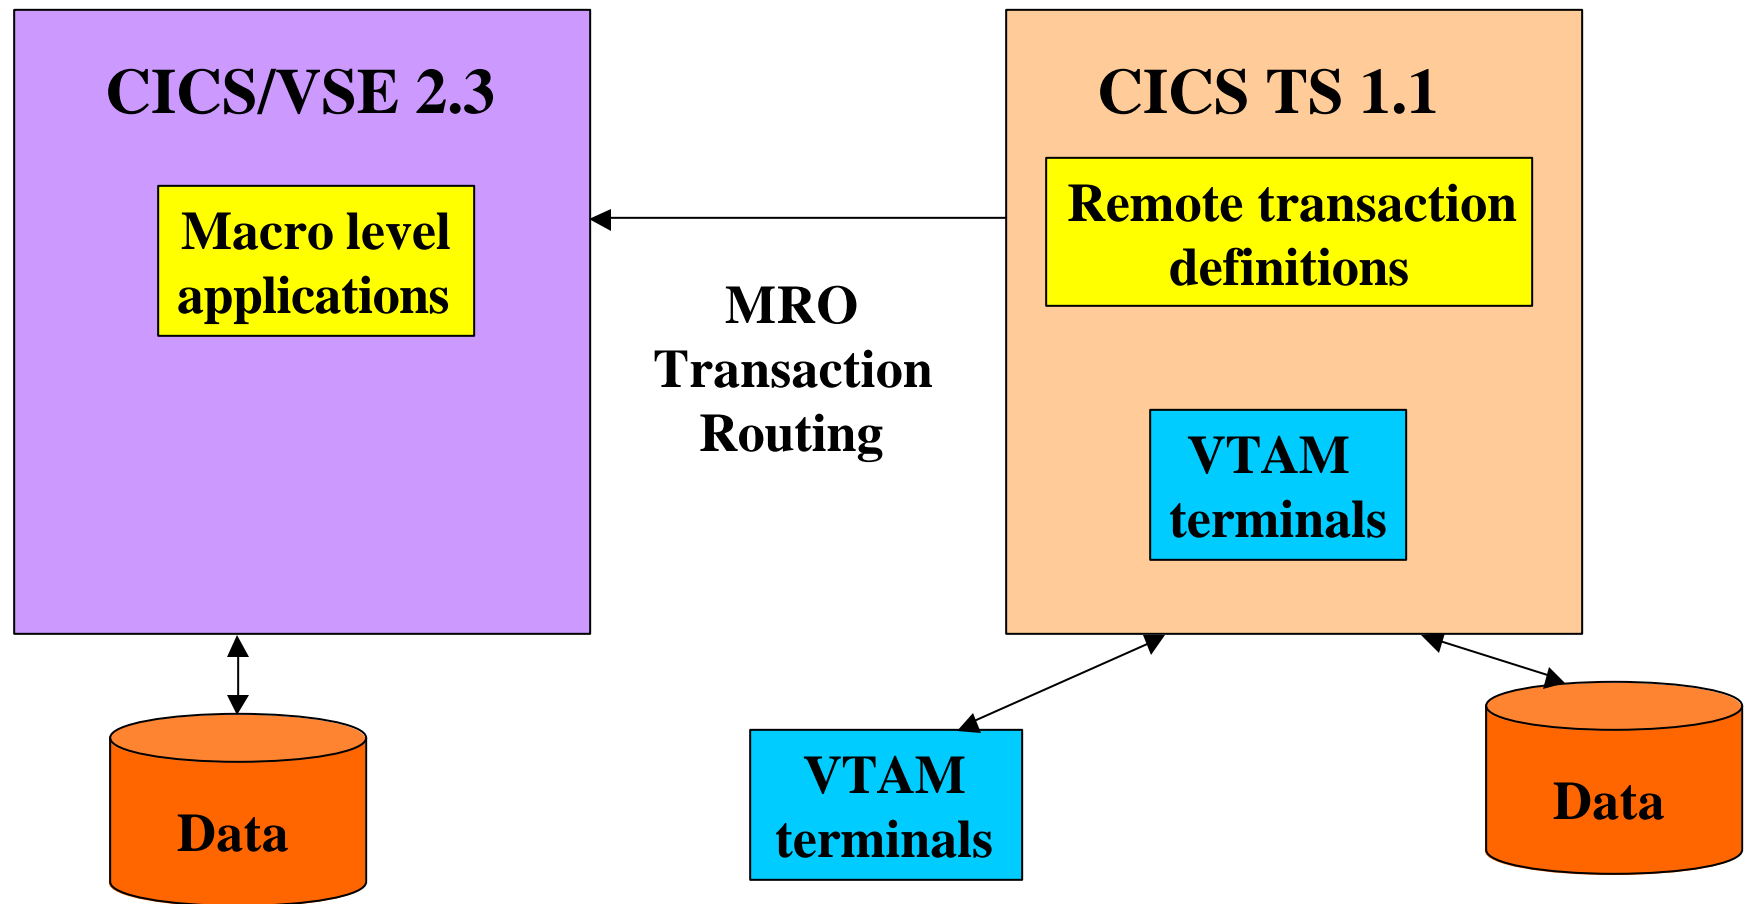 CICS/VSE 2.3
Macro level
applications
MRO
Transaction
Routing
CICS TS 1.1
Remote transaction
definitions
VTAM
terminals
Data
VTAM
terminals
Data